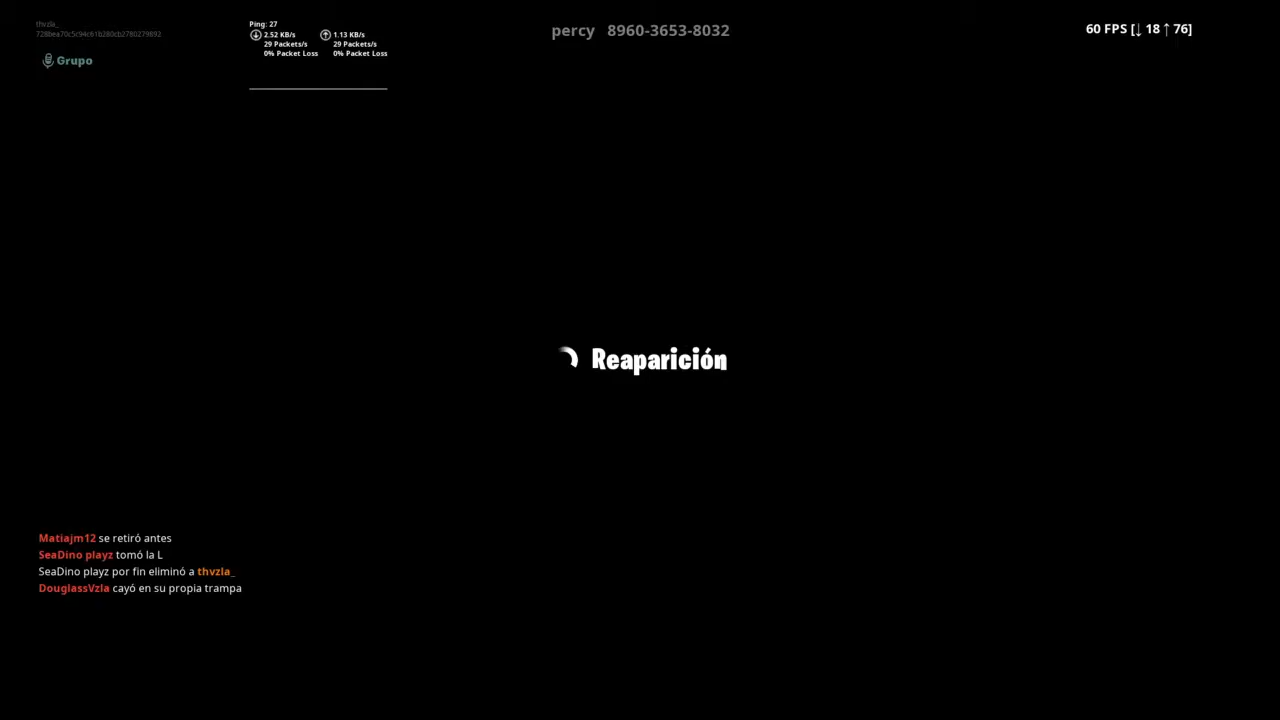 thvzla_
Ping: 27
percy 8960-3653-8032
60 FPS [↓ 18 ↑ 76]
2.52 KB/s 1.13 KB/s
29 Packets/s 29 Packets/s
0% Packet Loss 0% Packet Loss
Grupo
Reaparición
Matiajm12 se retiró antes
SeaDino playz tomó la L
SeaDino playz por fin eliminó a thvzla_
DouglassVzla cayó en su propia trampa